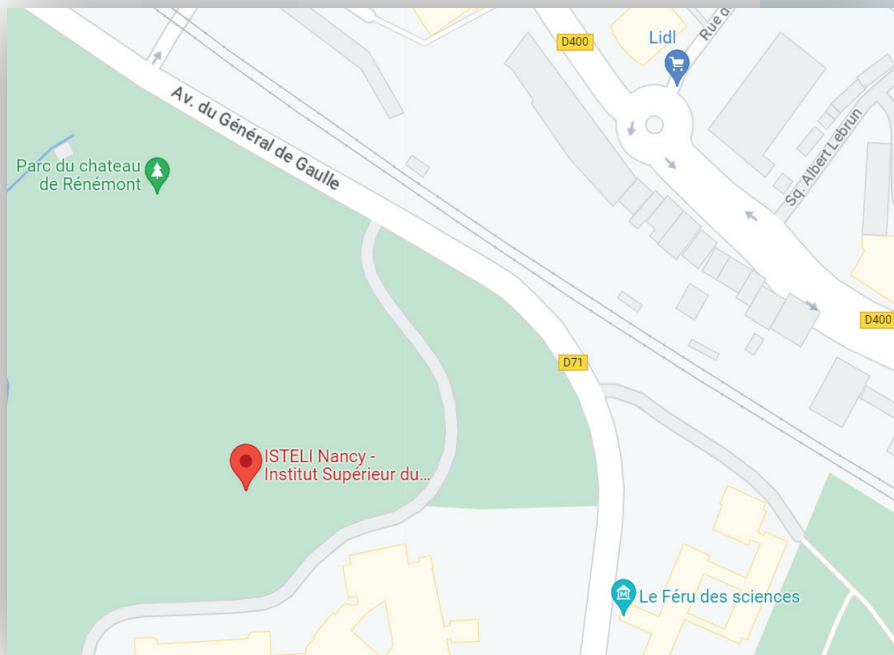 D400
Lidl
Rue d
Av. du Général de Gaulle
Sq. Albert Lebrun
Parc du chateau
de Rénémont
D400
D71
ISTELI Nancy -
Institut Supérieur du...
Le Féru des sciences